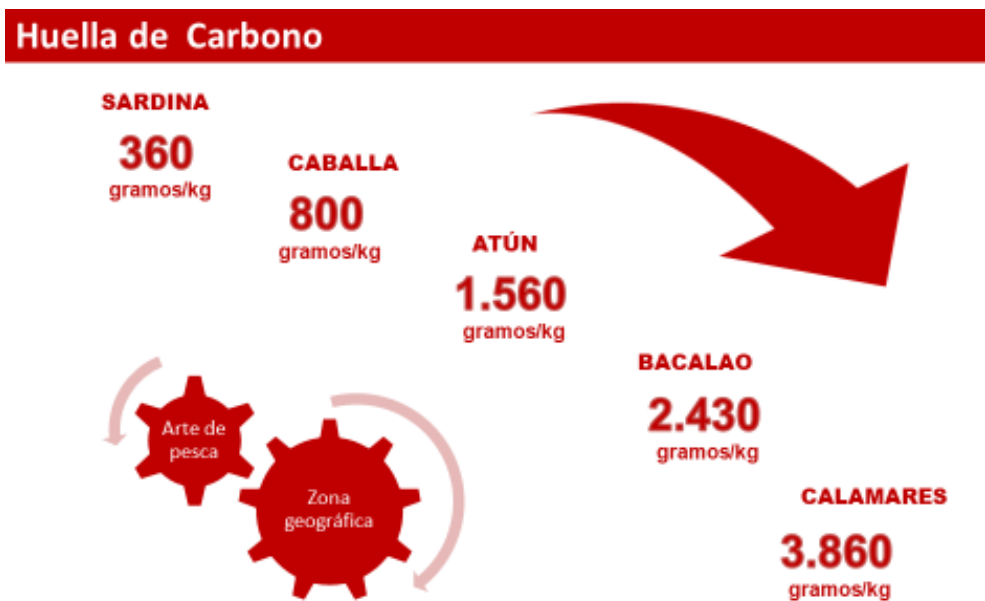 Huella de Carbono
SARDINA
360
gramos/kg
CABALLA
800
gramos/kg
ATÚN
1.560
gramos/kg
BACALAO
2.430
gramos/kg
CALAMARES
3.860
gramos/kg
Arte de
pesca
Zona
geográfica